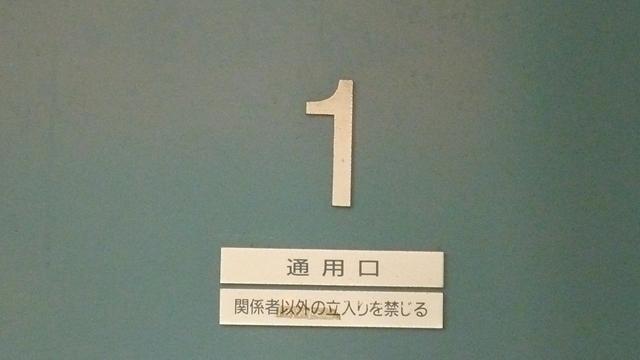 1
通用口
関係者以外の立入りを禁じる